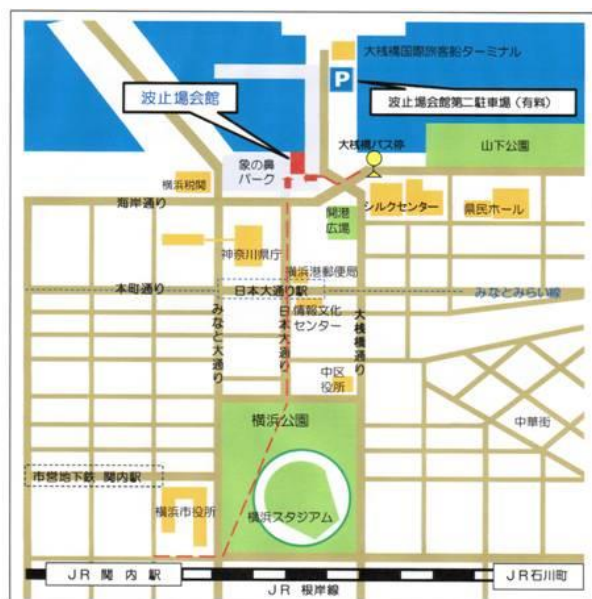 大桟橋国際旅客船ターミナル
P
波止場会館
波止場会館第二駐車場（有料）
大桟橋バス停
山下公園
象の鼻
パーク
横浜税関
海岸通り
開港
広場
シルクセンター
県民ホール
神奈川県庁
横浜港郵便局
本町通り
日本大通り駅
みなとみらい線
情報文化
センター
みなと大通り
日本大通り
大桟橋通り
中区
役所
横浜公園
中華街
市営地下鉄 関内駅
横浜市役所
横浜スタジアム
JR 関内駅
JR石川町
JR 根岸線